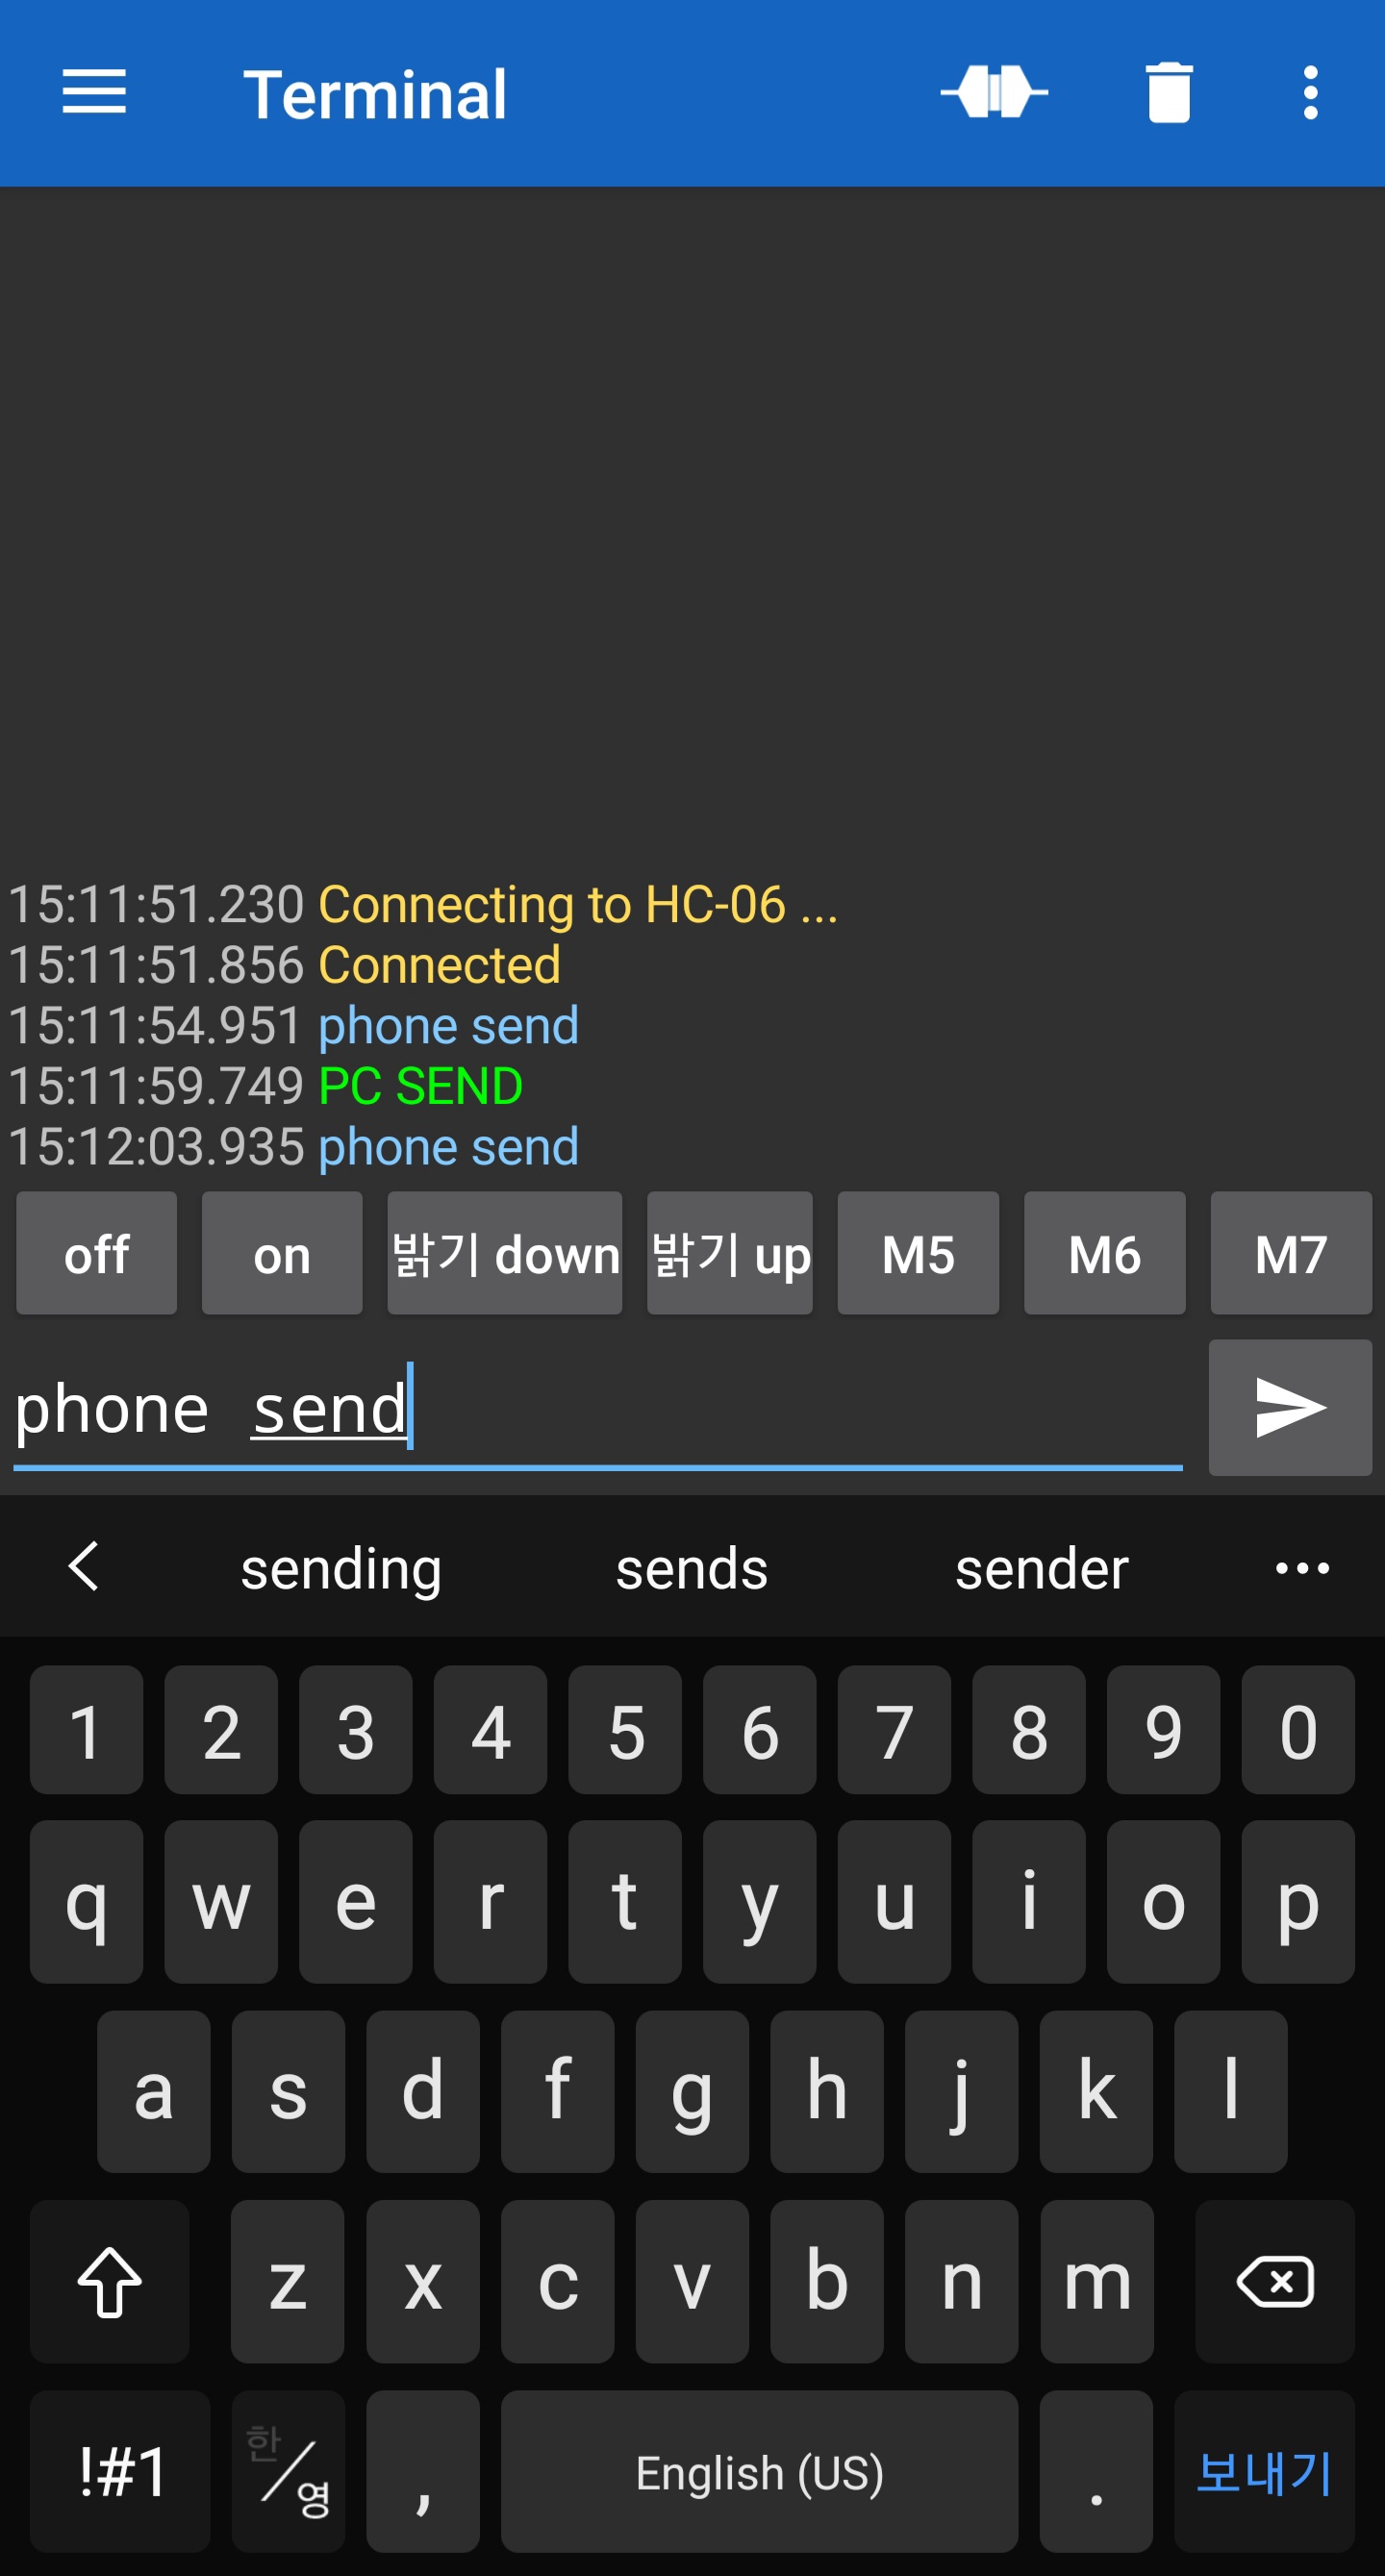 Terminal
15:11:51.230 Connecting to HC-06 ...
15:11:51.856 Connected
15:11:54.951 phone send
15:11:59.749 PC SEND
15:12:03.935 phone send
off on 밝기 down 밝기 up M5 M6 M7
phone send
sending sends sender
1 2 3 4 5 6 7 8 9 0
q w e r t y u i o p
a s d f g h j k l
z x c v b n m
!#1 한/영 , English (US) . 보내기